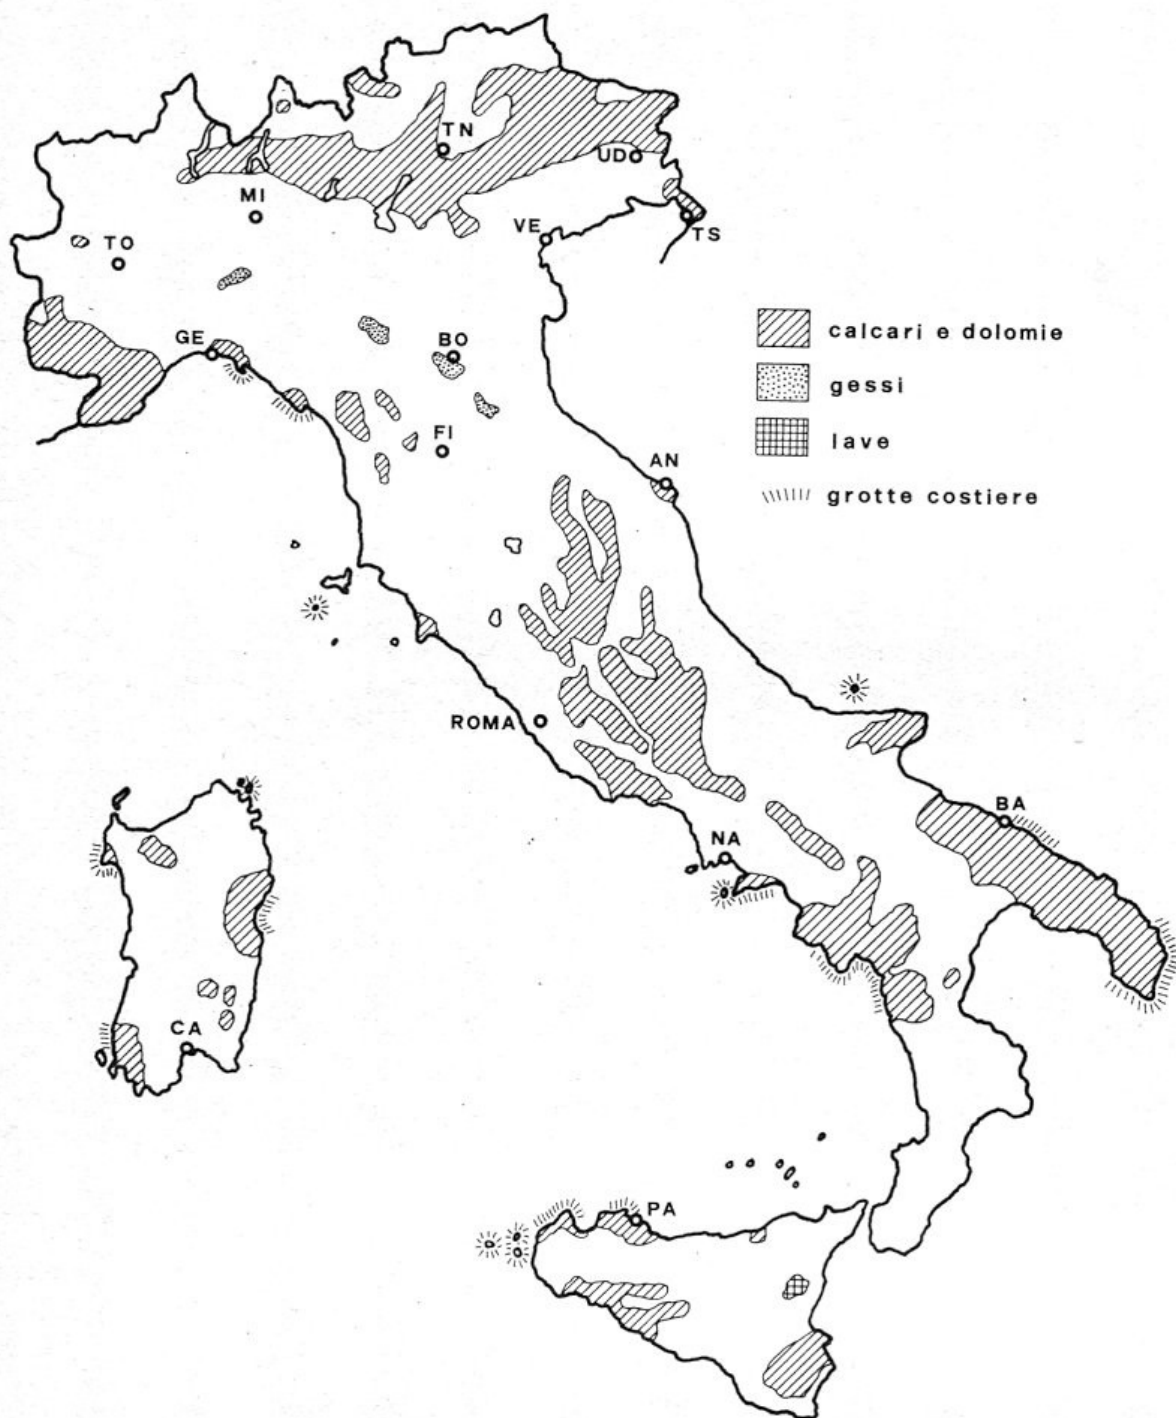 TN
UD
MI
VE
TS
TO
GE
BO
FI
AN
ROMA
BA
NA
CA
PA
calcari e dolomie
gessi
lave
grotte costiere